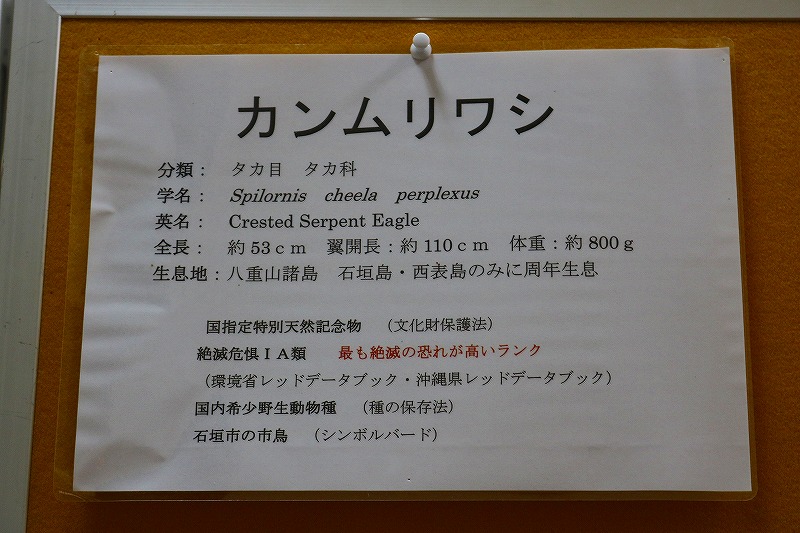 カンムリワシ
分類： タカ目 タカ科
学名： Spilornis cheela perplexus
英名： Crested Serpent Eagle
全長： 約53ｃｍ 翼開長：約110ｃｍ 体重：約800ｇ
生息地：八重山諸島 石垣島・西表島のみに周年生息
国指定特別天然記念物 （文化財保護法）
絶滅危惧ＩＡ類 最も絶滅の恐れが高いランク
（環境省レッドデータブック・沖縄県レッドデータブック）
国内希少野生動物種 （種の保存法）
石垣市の市鳥 （シンボルバード）